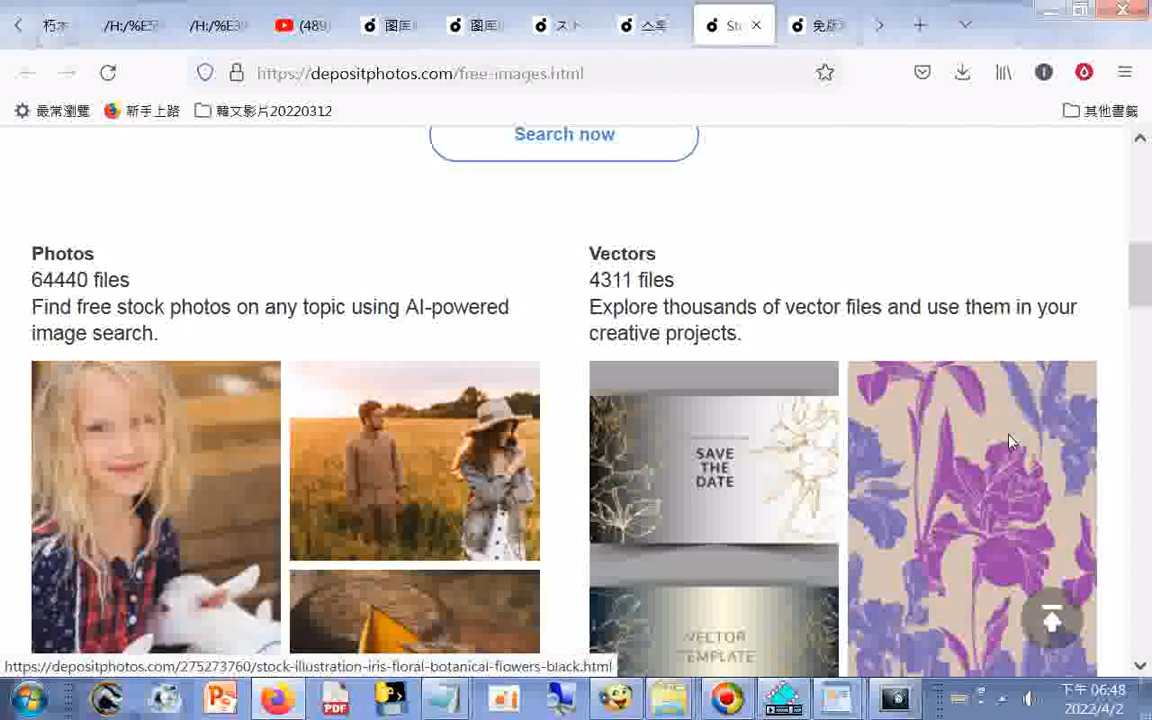 朽木
/H:/%E5
/H:/%E3
(489
图库
图库
スト
스톡
Sto
免版
https://depositphotos.com/free-images.html
最常瀏覽
新手上路
韓文影片20220312
其他書籤
Search now
Photos
64440 files
Find free stock photos on any topic using AI-powered
image search.
Vectors
4311 files
Explore thousands of vector files and use them in your
creative projects.
SAVE
THE
DATE
VECTOR
TEMPLATE
https://depositphotos.com/275273760/stock-illustration-iris-floral-botanical-flowers-black.html
PDF
下午 06:48
2022/4/2